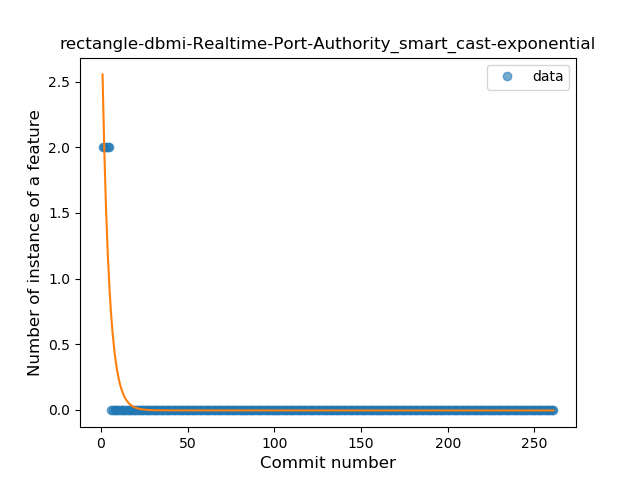 rectangle-dbmi-Realtime-Port-Authority_smart_cast-exponential
data
Number of instance of a feature
2.5
2.0
1.5
1.0
0.5
0.0
0 50 100 150 200 250
Commit number